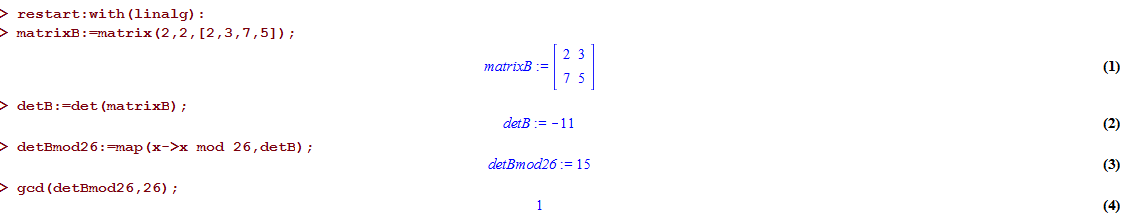 > restart:with(linalg):
> matrixB:=matrix(2,2,[2,3,7,5]);
matrixB := [ 2 3
7 5 ] (1)
> detB:=det(matrixB);
detB := -11 (2)
> detBmod26:=map(x->x mod 26,detB);
detBmod26 := 15 (3)
> gcd(detBmod26,26);
1 (4)